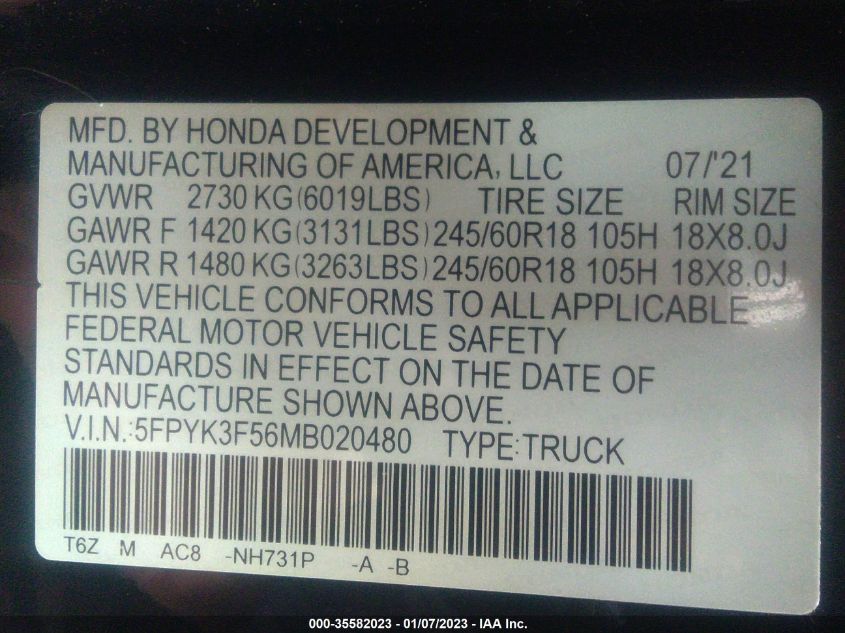 MFD. BY HONDA DEVELOPMENT &
MANUFACTURING OF AMERICA, LLC 07/'21
GVWR 2730 KG(6019LBS) TIRE SIZE RIM SIZE
GAWR F 1420 KG(3131LBS)245/60R18 105H 18X8.0J
GAWR R 1480 KG(3263LBS)245/60R18 105H 18X8.0J
THIS VEHICLE CONFORMS TO ALL APPLICABLE
FEDERAL MOTOR VEHICLE SAFETY
STANDARDS IN EFFECT ON THE DATE OF
MANUFACTURE SHOWN ABOVE.
V.I.N.:5FPYK3F56MB020480 TYPE:TRUCK
T6Z M AC8 -NH731P -A -B
000-35582023 - 01/07/2023 - IAA Inc.